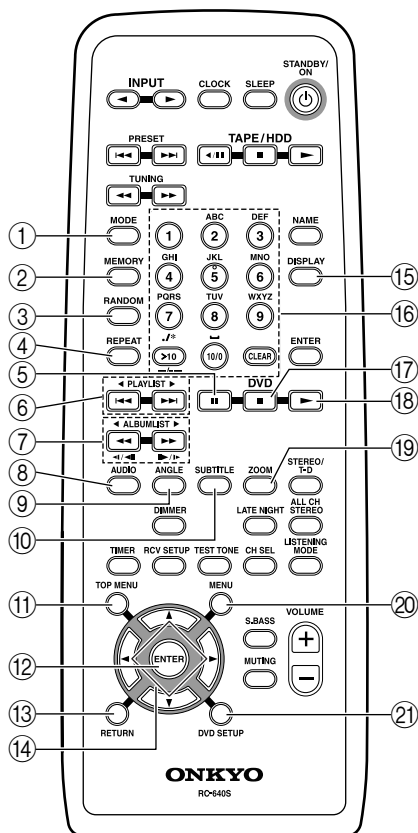 STANDBY/
ON
INPUT CLOCK SLEEP
PRESET TAPE/HDD
TUNING
① MODE ABC DEF NAME
1 2 3
② MEMORY GHI JKL MNO DISPLAY ⑮
4 5 6
③ RANDOM PQRS TUV WXYZ ⑯
7 8 9
④ REPEAT ./* ENTER
>10 10/0 CLEAR
⑤ -/-- DVD ⑰
⑥ PLAYLIST ⑱
⑦ ALBUMLIST
⑧ AUDIO ANGLE SUBTITLE ZOOM ⑲ STEREO/
T-D
⑨ ⑩ DIMMER LATE NIGHT ALL CH
STEREO
TIMER RCV SETUP TEST TONE CH SEL LISTENING
MODE
⑪ TOP MENU MENU ⑳
S.BASS VOLUME
+
⑫ ENTER
MUTING
−
⑬ RETURN DVD SETUP ㉑
⑭
ONKYO
RC-640S